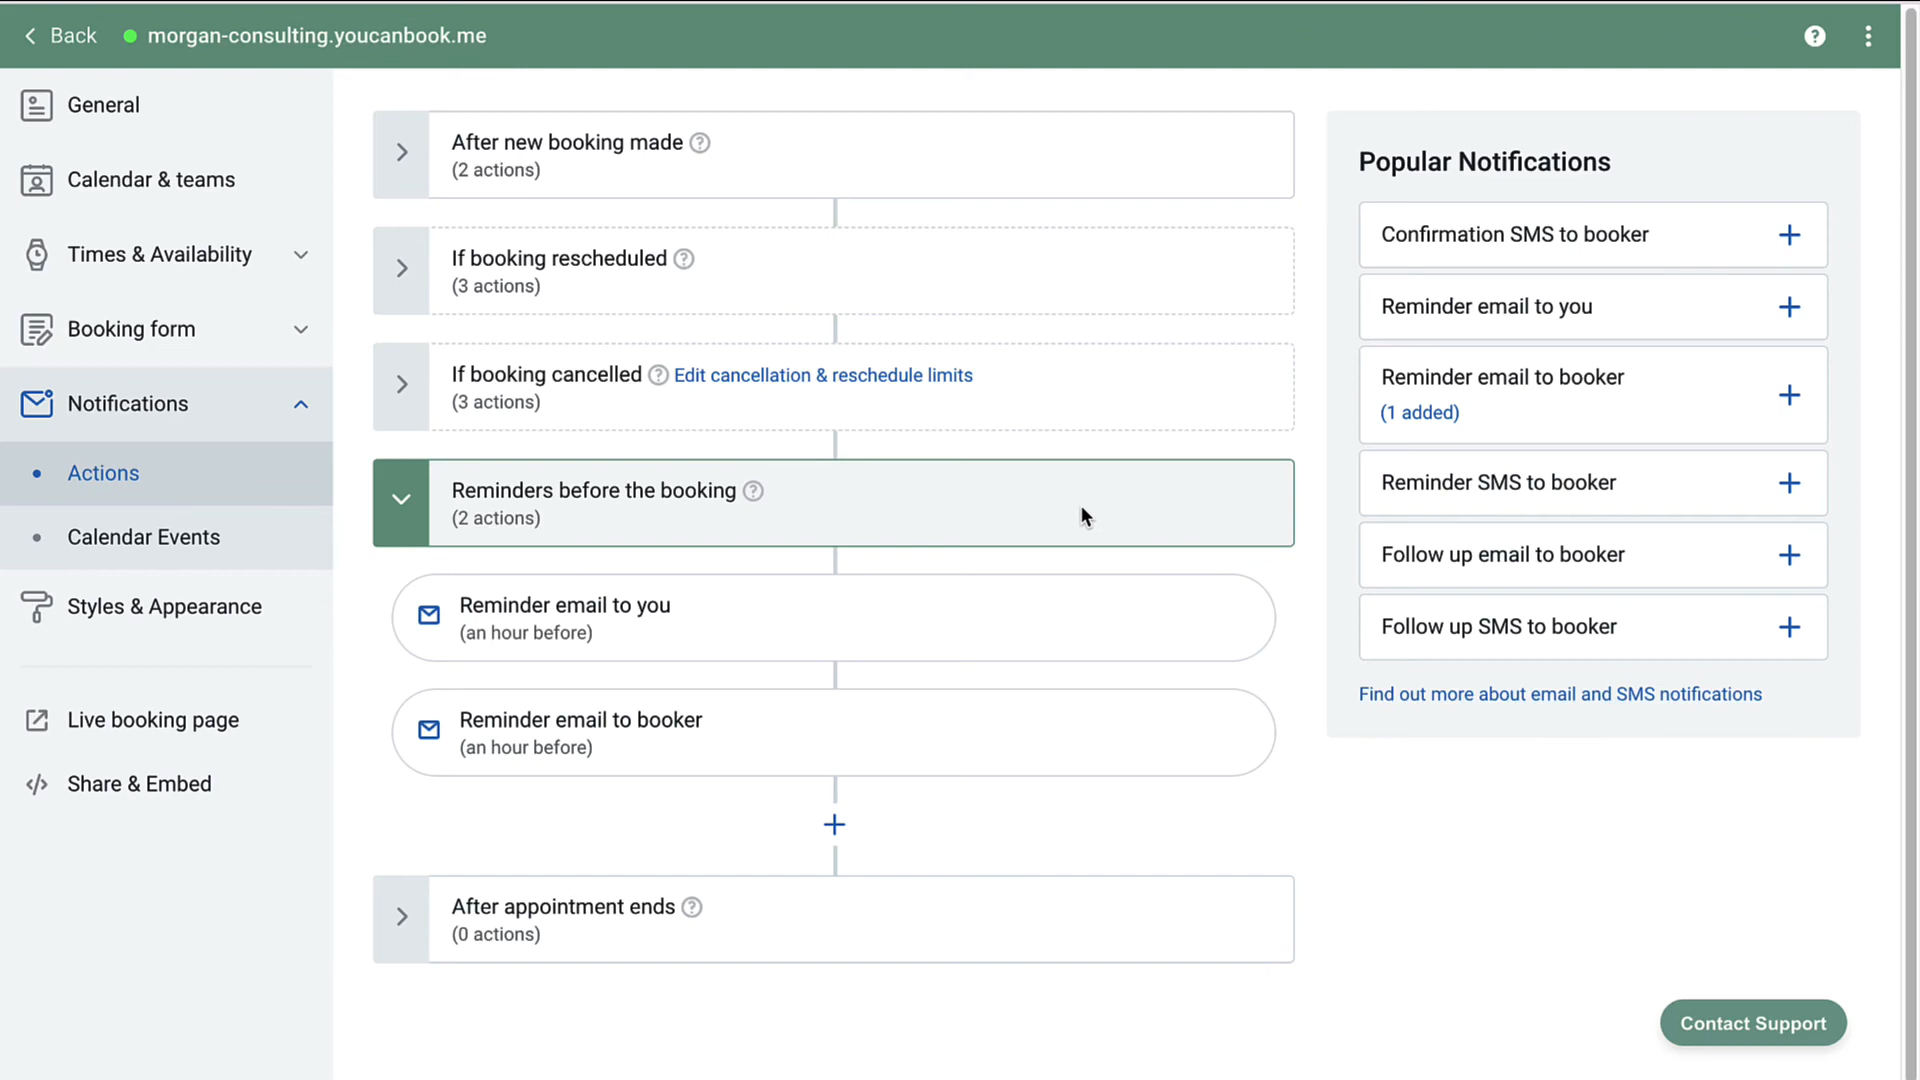 Back
morgan-consulting.youcanbook.me
General
Calendar & teams
Times & Availability
Booking form
Notifications
Actions
Calendar Events
Styles & Appearance
Live booking page
Share & Embed
After new booking made
(2 actions)
If booking rescheduled
(3 actions)
If booking cancelled Edit cancellation & reschedule limits
(3 actions)
Reminders before the booking
(2 actions)
Reminder email to you
(an hour before)
Reminder email to booker
(an hour before)
After appointment ends
(0 actions)
Popular Notifications
Confirmation SMS to booker
Reminder email to you
Reminder email to booker
(1 added)
Reminder SMS to booker
Follow up email to booker
Follow up SMS to booker
Find out more about email and SMS notifications
Contact Support